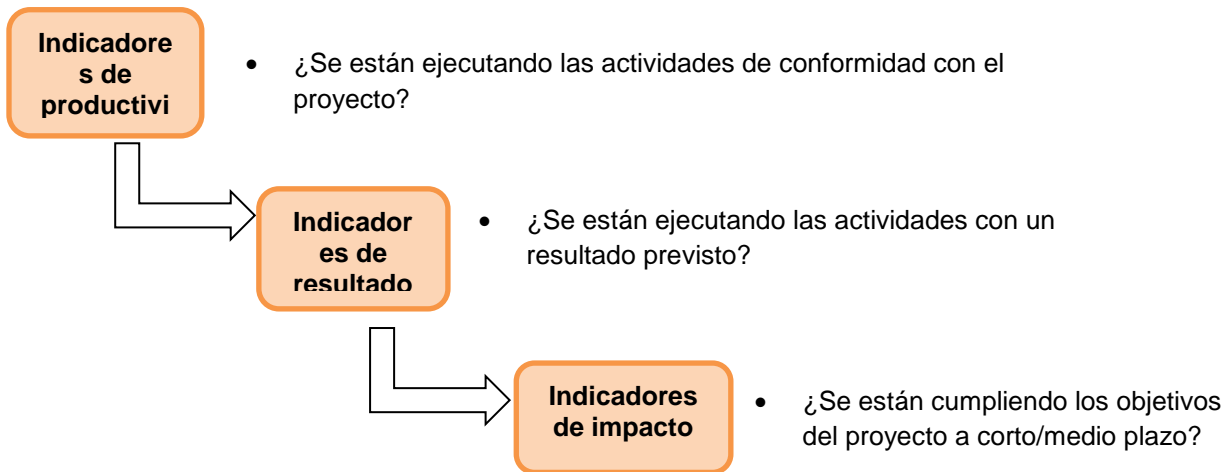 Indicadore
s de
productivi
• ¿Se están ejecutando las actividades de conformidad con el
proyecto?
Indicador
es de
resultado
• ¿Se están ejecutando las actividades con un
resultado previsto?
Indicadores
de impacto
• ¿Se están cumpliendo los objetivos
del proyecto a corto/medio plazo?